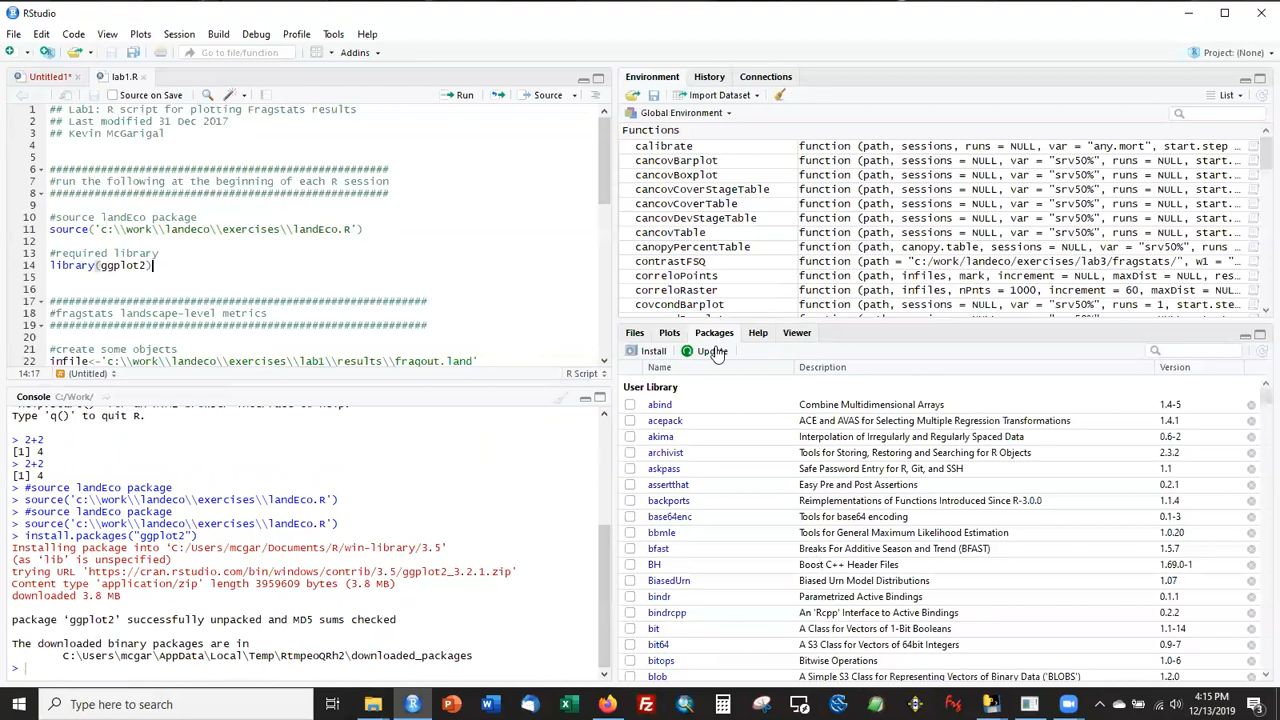 RStudio
File Edit Code View Plots Session Build Debug Profile Tools Help
Go to file/function Addins Project: (None)
Untitled1* lab1.R
Source on Save Run Source
1 ## Lab1: R script for plotting Fragstats results
2 ## Last modified 31 Dec 2017
3 ## Kevin McGarigal
4
5
6 ###############################################
7 #run the following at the beginning of each R session
8 ###############################################
9
10 #source landEco package
11 source('c:\\work\\landeco\\exercises\\landEco.R')
12
13 #required library
14 library(ggplot2)
15
16
17 ####################################################
18 #fragstats landscape-level metrics
19 ####################################################
20
21 #create some objects
22 infile<-'c:\\work\\landeco\\exercises\\lab1\\results\\fragout.land'
14:17 (Untitled) R Script
Console C:/Work/
Type 'q()' to quit R.
> 2+2
[1] 4
> 2+2
[1] 4
> #source landEco package
> source('c:\\work\\landeco\\exercises\\landEco.R')
> #source landEco package
> source('c:\\work\\landeco\\exercises\\landEco.R')
> install.packages("ggplot2")
Installing package into 'C:/Users/mcgar/Documents/R/win-library/3.5'
(as 'lib' is unspecified)
trying URL 'https://cran.rstudio.com/bin/windows/contrib/3.5/ggplot2_3.2.1.zip'
Content type 'application/zip' length 3959609 bytes (3.8 MB)
downloaded 3.8 MB
package 'ggplot2' successfully unpacked and MD5 sums checked
The downloaded binary packages are in
C:\Users\mcgar\AppData\Local\Temp\RtmpeoQRh2\downloaded_packages
>
Environment History Connections
Import Dataset List
Global Environment
Functions
calibrate function (path, sessions, runs = NULL, var = "any.mort", start.step …
cancovBarplot function (path, sessions = NULL, var = "srv50%", runs = NULL, start.…
cancovBoxplot function (path, sessions = NULL, var = "srv50%", runs = NULL, start.…
cancovCoverStageTable function (path, sessions = NULL, var = "srv50%", runs = NULL, start.…
cancovCoverTable function (path, sessions = NULL, var = "srv50%", runs = NULL, start.…
cancovDevStageTable function (path, sessions = NULL, var = "srv50%", runs = NULL, start.…
cancovTable function (path, sessions = NULL, var = "srv50%", runs = NULL, start.…
canopyPercentTable function (path, canopy.table, sessions = NULL, var = "srv50%", runs …
contrastFSQ function (path = "c:/work/landeco/exercises/lab3/fragstats/", w1 = "…
correloPoints function (path, infiles, mark, increment = NULL, maxDist = NULL, res…
correloRaster function (path, infiles, nPnts = 1000, increment = 60, maxDist = NUL…
covcondBarplot function (path, sessions = NULL, var = "srv50%", runs = 1, start.ste…
Files Plots Packages Help Viewer
Install Update
Name Description Version
User Library
abind Combine Multidimensional Arrays 1.4-5
acepack ACE and AVAS for Selecting Multiple Regression Transformations 1.4.1
akima Interpolation of Irregularly and Regularly Spaced Data 0.6-2
archivist Tools for Storing, Restoring and Searching for R Objects 2.3.2
askpass Safe Password Entry for R, Git, and SSH 1.1
assertthat Easy Pre and Post Assertions 0.2.1
backports Reimplementations of Functions Introduced Since R-3.0.0 1.1.4
base64enc Tools for base64 encoding 0.1-3
bbmle Tools for General Maximum Likelihood Estimation 1.0.20
bfast Breaks For Additive Season and Trend (BFAST) 1.5.7
BH Boost C++ Header Files 1.69.0-1
BiasedUrn Biased Urn Model Distributions 1.07
bindr Parametrized Active Bindings 0.1.1
bindrcpp An 'Rcpp' Interface to Active Bindings 0.2.2
bit A Class for Vectors of 1-Bit Booleans 1.1-14
bit64 A S3 Class for Vectors of 64bit Integers 0.9-7
bitops Bitwise Operations 1.0-6
blob A Simple S3 Class for Representing Vectors of Binary Data ('BLOBS') 1.2.0
Type here to search
4:15 PM
12/13/2019